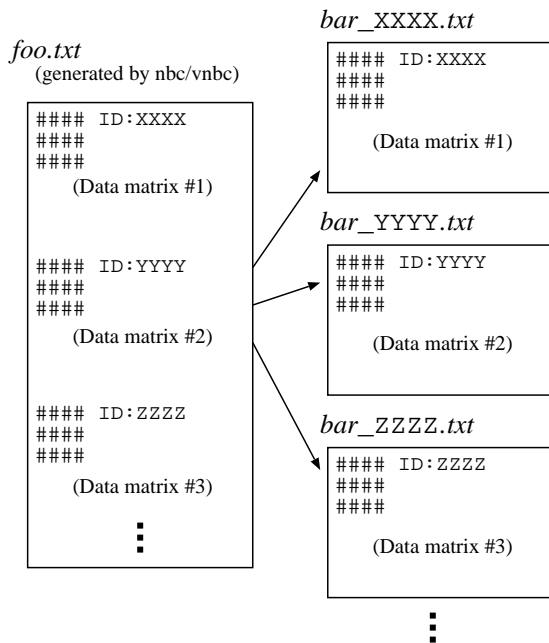 foo.txt
(generated by nbc/vnbc)
#### ID:XXXX
####
####
(Data matrix #1)
#### ID:YYYY
####
####
(Data matrix #2)
#### ID:ZZZZ
####
####
(Data matrix #3)
bar_XXXX.txt
#### ID:XXXX
####
####
(Data matrix #1)
bar_YYYY.txt
#### ID:YYYY
####
####
(Data matrix #2)
bar_ZZZZ.txt
#### ID:ZZZZ
####
####
(Data matrix #3)